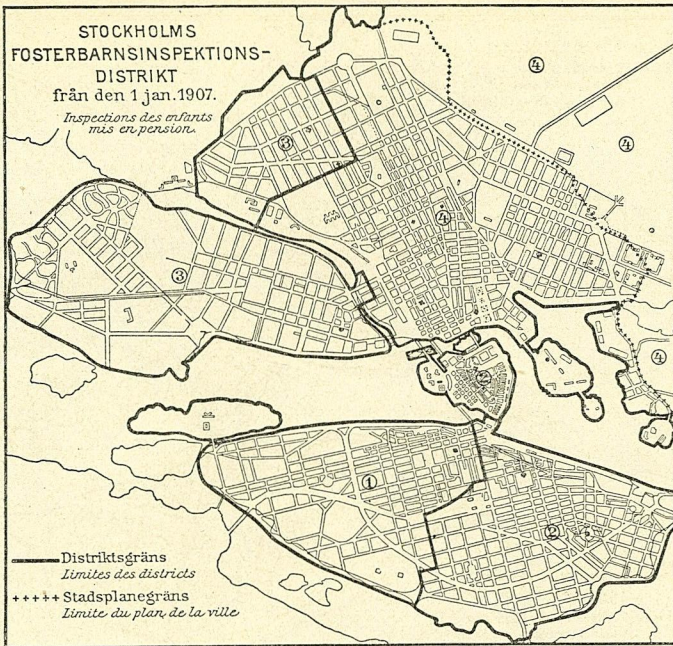 STOCKHOLMS
FOSTERBARNSINSPEKTIONS-
DISTRIKT
från den 1 jan. 1907.
Inspections des enfants
mis en pension.
4
4
3
4
3
4
2
1
2
Distriktsgräns
Limites des districts
+++++ Stadsplanegräns
Limite du plan de la ville